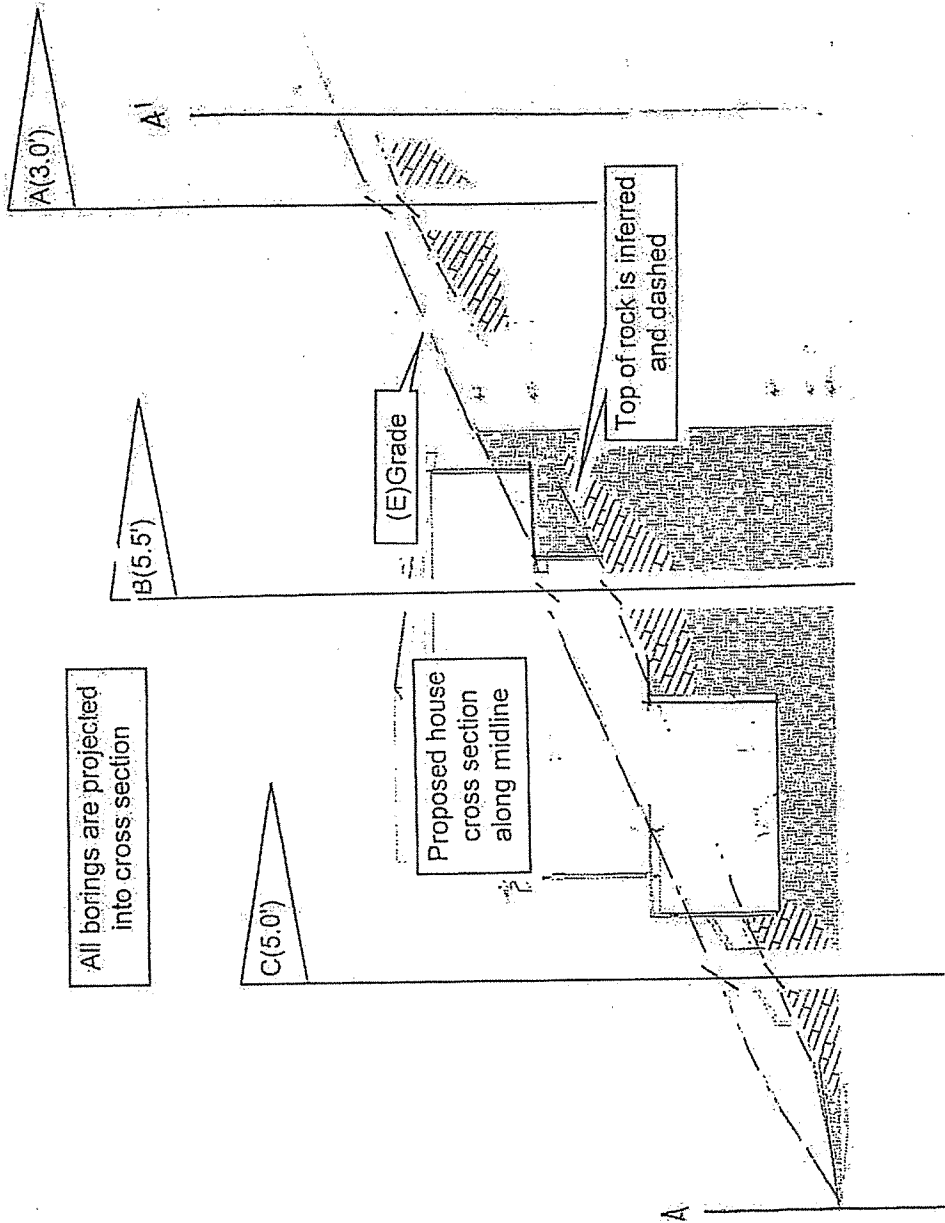 All borings are projected
into cross section
C(5.0')
B(5.5')
A(3.0')
A'
(E)Grade
Proposed house
cross section
along midline
Top of rock is inferred
and dashed
A